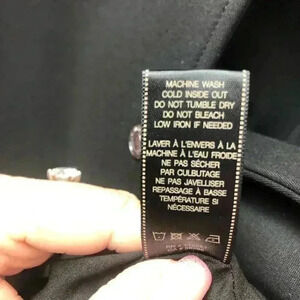 MACHINE WASH
COLD INSIDE OUT
DO NOT TUMBLE DRY
DO NOT BLEACH
LOW IRON IF NEEDED
LAVER À L'ENVERS À LA
MACHINE À L'EAU FROIDE
NE PAS SÉCHER
PAR CULBUTAGE
NE PAS JAVELLISER
REPASSAGE À BASSE
TEMPÉRATURE SI
NÉCESSAIRE